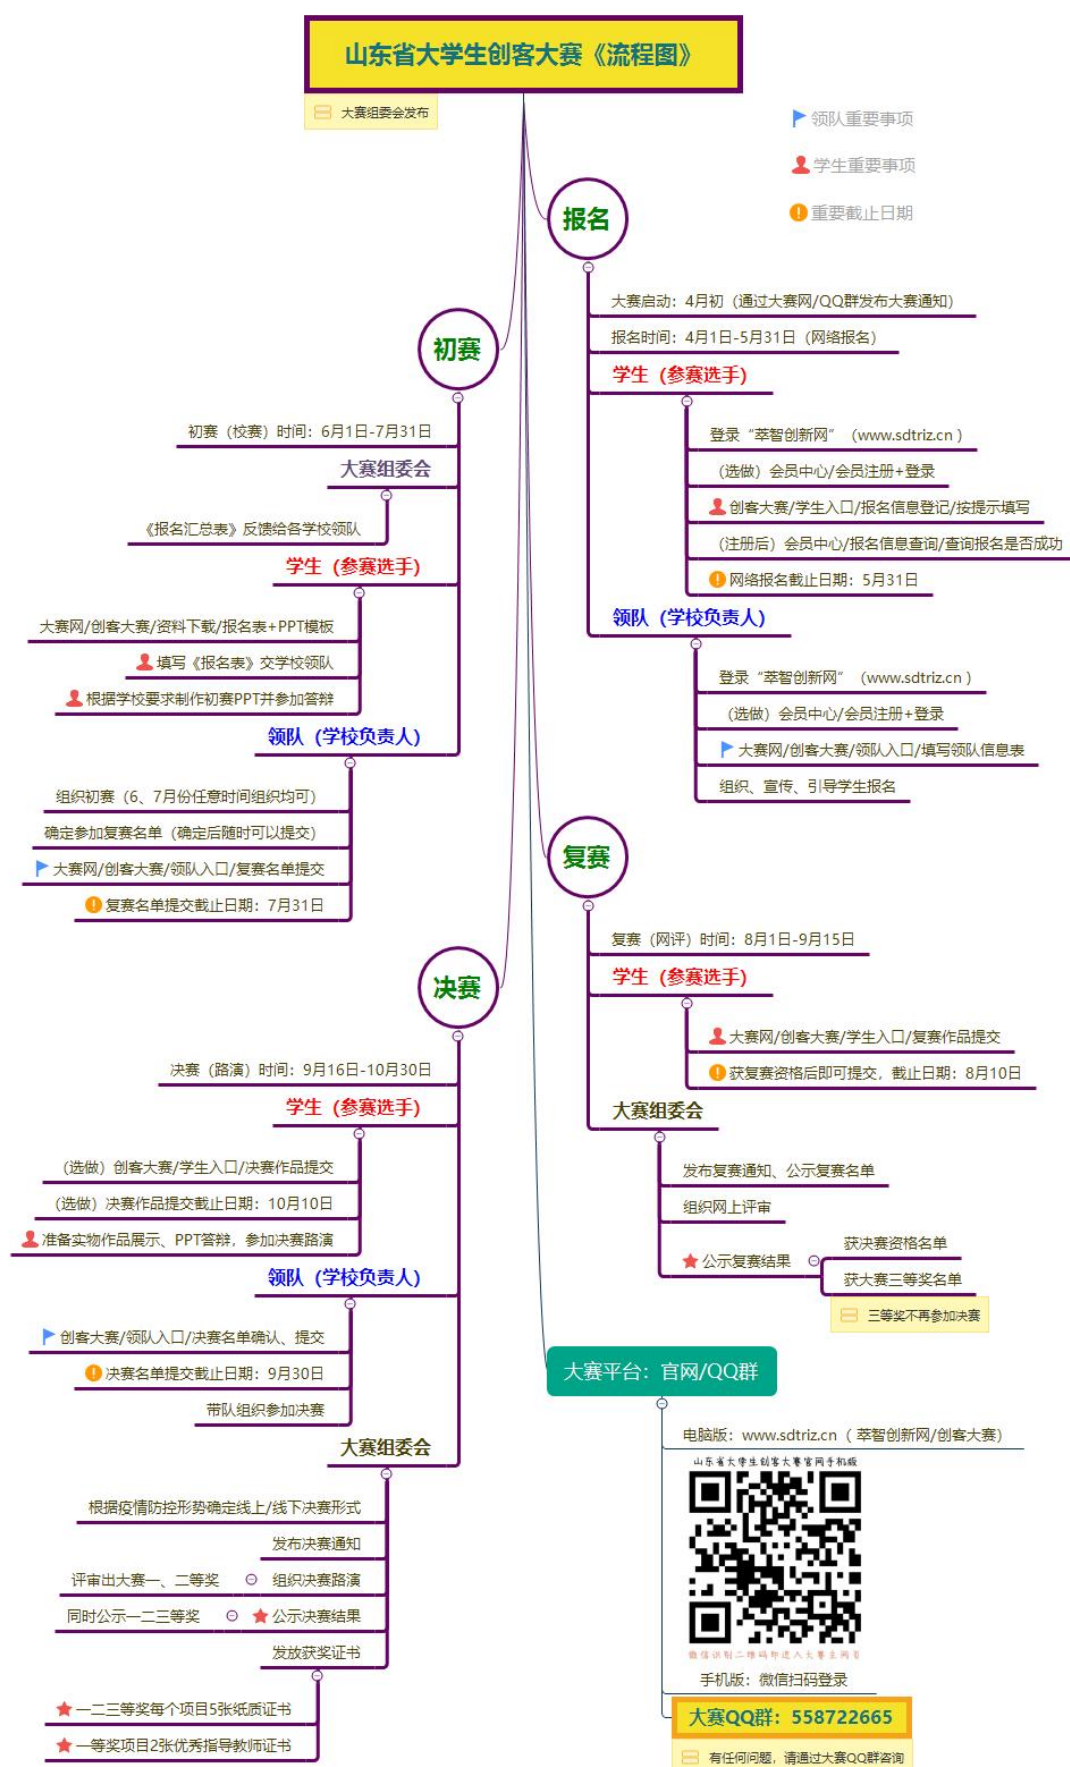 山东省大学生创客大赛《流程图》
大赛组委会发布
领队重要事项
学生重要事项
重要截止日期
报名
大赛启动：4月初（通过大赛网/QQ群发布大赛通知）
报名时间：4月1日-5月31日（网络报名）
学生（参赛选手）
登录“萃智创新网”（www.sdtriz.cn ）
（选做）会员中心/会员注册+登录
创客大赛/学生入口/报名信息登记/按提示填写
（注册后）会员中心/报名信息查询/查询报名是否成功
网络报名截止日期：5月31日
领队（学校负责人）
登录“萃智创新网”（www.sdtriz.cn ）
（选做）会员中心/会员注册+登录
大赛网/创客大赛/领队入口/填写领队信息表
组织、宣传、引导学生报名
初赛
初赛（校赛）时间：6月1日-7月31日
大赛组委会
《报名汇总表》反馈给各学校领队
学生（参赛选手）
大赛网/创客大赛/资料下载/报名表+PPT模板
填写《报名表》交学校领队
根据学校要求制作初赛PPT并参加答辩
领队（学校负责人）
组织初赛（6、7月份任意时间组织均可）
确定参加复赛名单（确定后随时可以提交）
大赛网/创客大赛/领队入口/复赛名单提交
复赛名单提交截止日期：7月31日
复赛
复赛（网评）时间：8月1日-9月15日
学生（参赛选手）
大赛网/创客大赛/学生入口/复赛作品提交
获复赛资格后即可提交，截止日期：8月10日
大赛组委会
发布复赛通知、公示复赛名单
组织网上评审
公示复赛结果
获决赛资格名单
获大赛三等奖名单
三等奖不再参加决赛
决赛
决赛（路演）时间：9月16日-10月30日
学生（参赛选手）
（选做）创客大赛/学生入口/决赛作品提交
（选做）决赛作品提交截止日期：10月10日
准备实物作品展示、PPT答辩，参加决赛路演
领队（学校负责人）
创客大赛/领队入口/决赛名单确认、提交
决赛名单提交截止日期：9月30日
带队组织参加决赛
大赛组委会
根据疫情防控形势确定线上/线下决赛形式
发布决赛通知
组织决赛路演
评审出大赛一、二等奖
公示决赛结果
同时公示一二三等奖
发放获奖证书
一二三等奖每个项目5张纸质证书
一等奖项目2张优秀指导教师证书
大赛平台：官网/QQ群
电脑版：www.sdtriz.cn（ 萃智创新网/创客大赛）
山东省大学生创客大赛官网手机版
微信识别二维码即进入大赛主网页
手机版：微信扫码登录
大赛QQ群：558722665
有任何问题，请通过大赛QQ群咨询